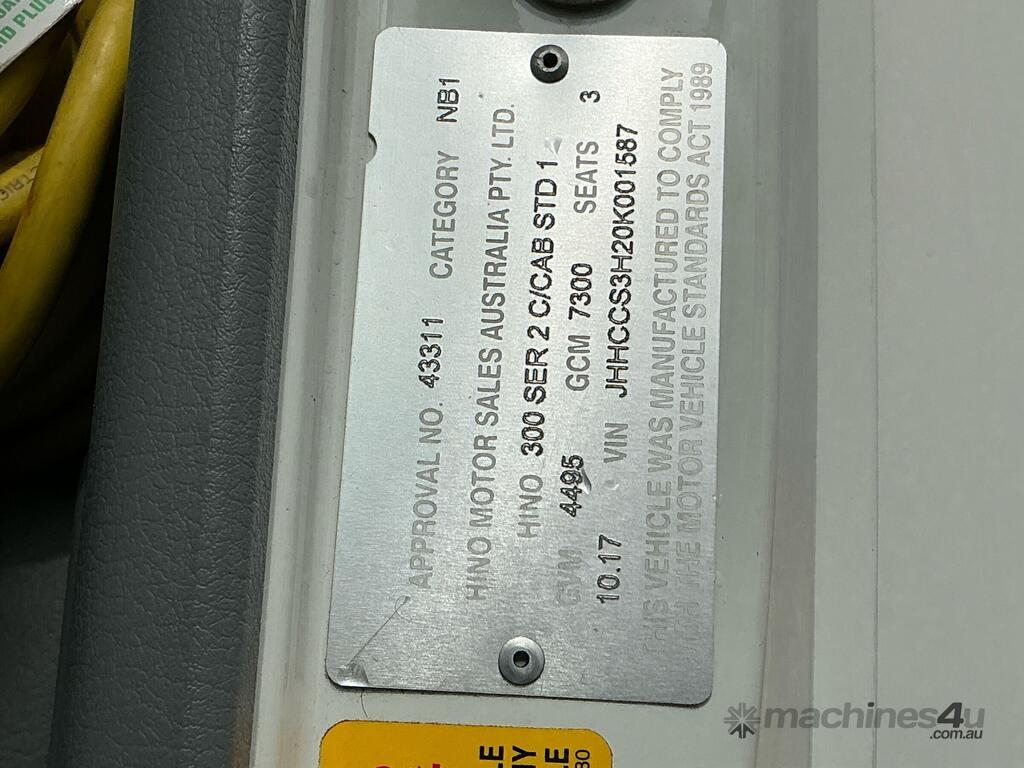 APPROVAL NO. 43311 CATEGORY NB1
HINO MOTOR SALES AUSTRALIA PTY. LTD.
HINO 300 SER 2 C/CAB STD 1
GVM 4495 GCM 7300 SEATS 3
10.17 VIN JHHCCS3H20K001587
THIS VEHICLE WAS MANUFACTURED TO COMPLY
WITH THE MOTOR VEHICLE STANDARDS ACT 1989
machines4u
.com.au